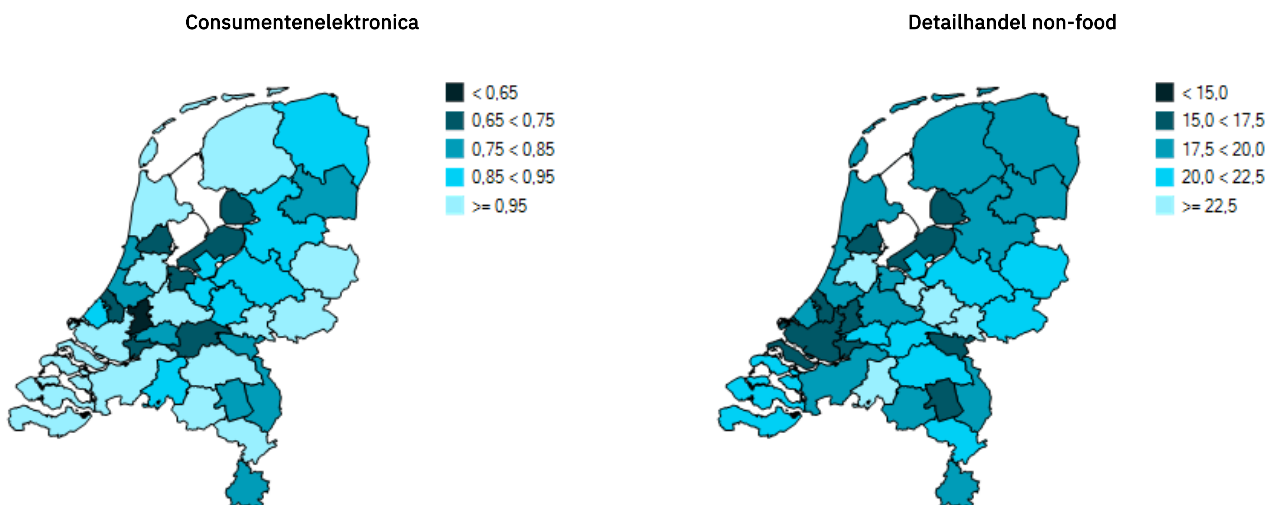 Consumentenelektronica
< 0,65
0,65 < 0,75
0,75 < 0,85
0,85 < 0,95
>= 0,95
Detailhandel non-food
< 15,0
15,0 < 17,5
17,5 < 20,0
20,0 < 22,5
>= 22,5